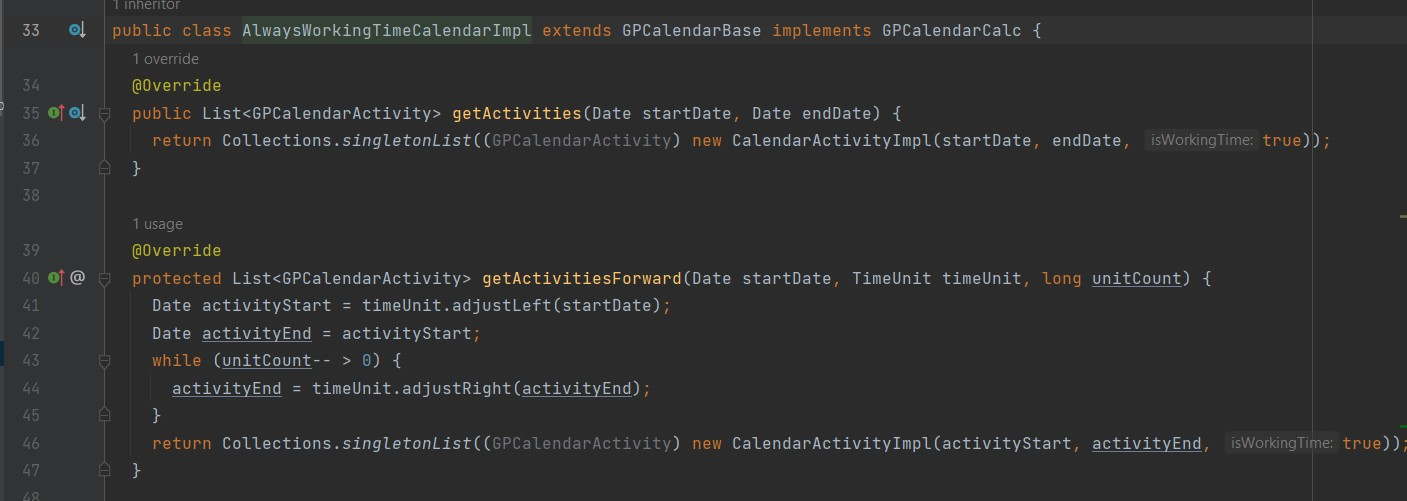 1 inheritor
33 public class AlwaysWorkingTimeCalendarImpl extends GPCalendarBase implements GPCalendarCalc {
1 override
34 @Override
35 public List<GPCalendarActivity> getActivities(Date startDate, Date endDate) {
36 return Collections.singletonList((GPCalendarActivity) new CalendarActivityImpl(startDate, endDate, isWorkingTime: true));
37 }
38
1 usage
39 @Override
40 @ protected List<GPCalendarActivity> getActivitiesForward(Date startDate, TimeUnit timeUnit, long unitCount) {
41 Date activityStart = timeUnit.adjustLeft(startDate);
42 Date activityEnd = activityStart;
43 while (unitCount-- > 0) {
44 activityEnd = timeUnit.adjustRight(activityEnd);
45 }
46 return Collections.singletonList((GPCalendarActivity) new CalendarActivityImpl(activityStart, activityEnd, isWorkingTime: true));
47 }
48